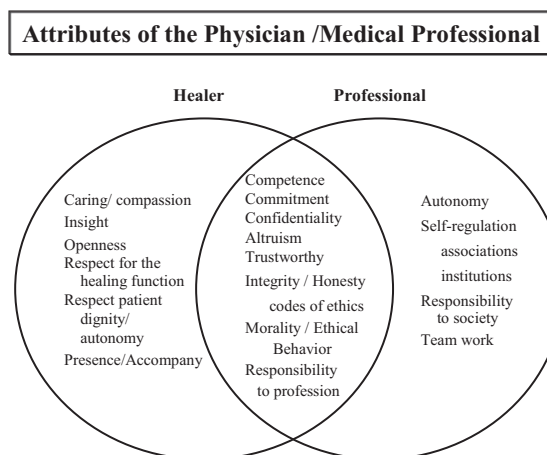 Attributes of the Physician /Medical Professional
Healer
Professional
Caring/ compassion
Insight
Openness
Respect for the
healing function
Respect patient
dignity/
autonomy
Presence/Accompany
Competence
Commitment
Confidentiality
Altruism
Trustworthy
Integrity / Honesty
codes of ethics
Morality / Ethical
Behavior
Responsibility
to profession
Autonomy
Self-regulation
associations
institutions
Responsibility
to society
Team work